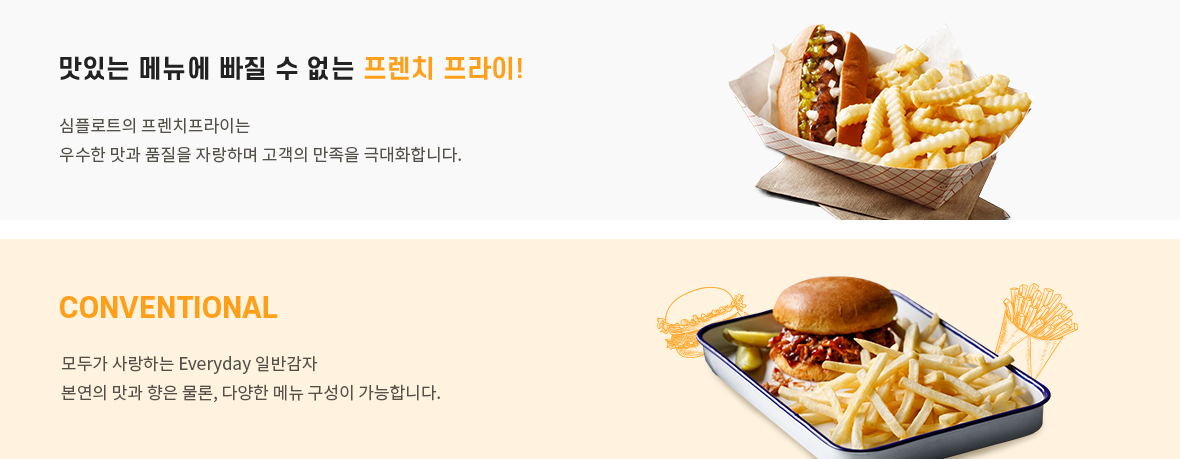 맛있는 메뉴에 빠질 수 없는 프렌치 프라이!
심플로트의 프렌치프라이는
우수한 맛과 품질을 자랑하며 고객의 만족을 극대화합니다.
CONVENTIONAL
모두가 사랑하는 Everyday 일반감자
본연의 맛과 향은 물론, 다양한 메뉴 구성이 가능합니다.